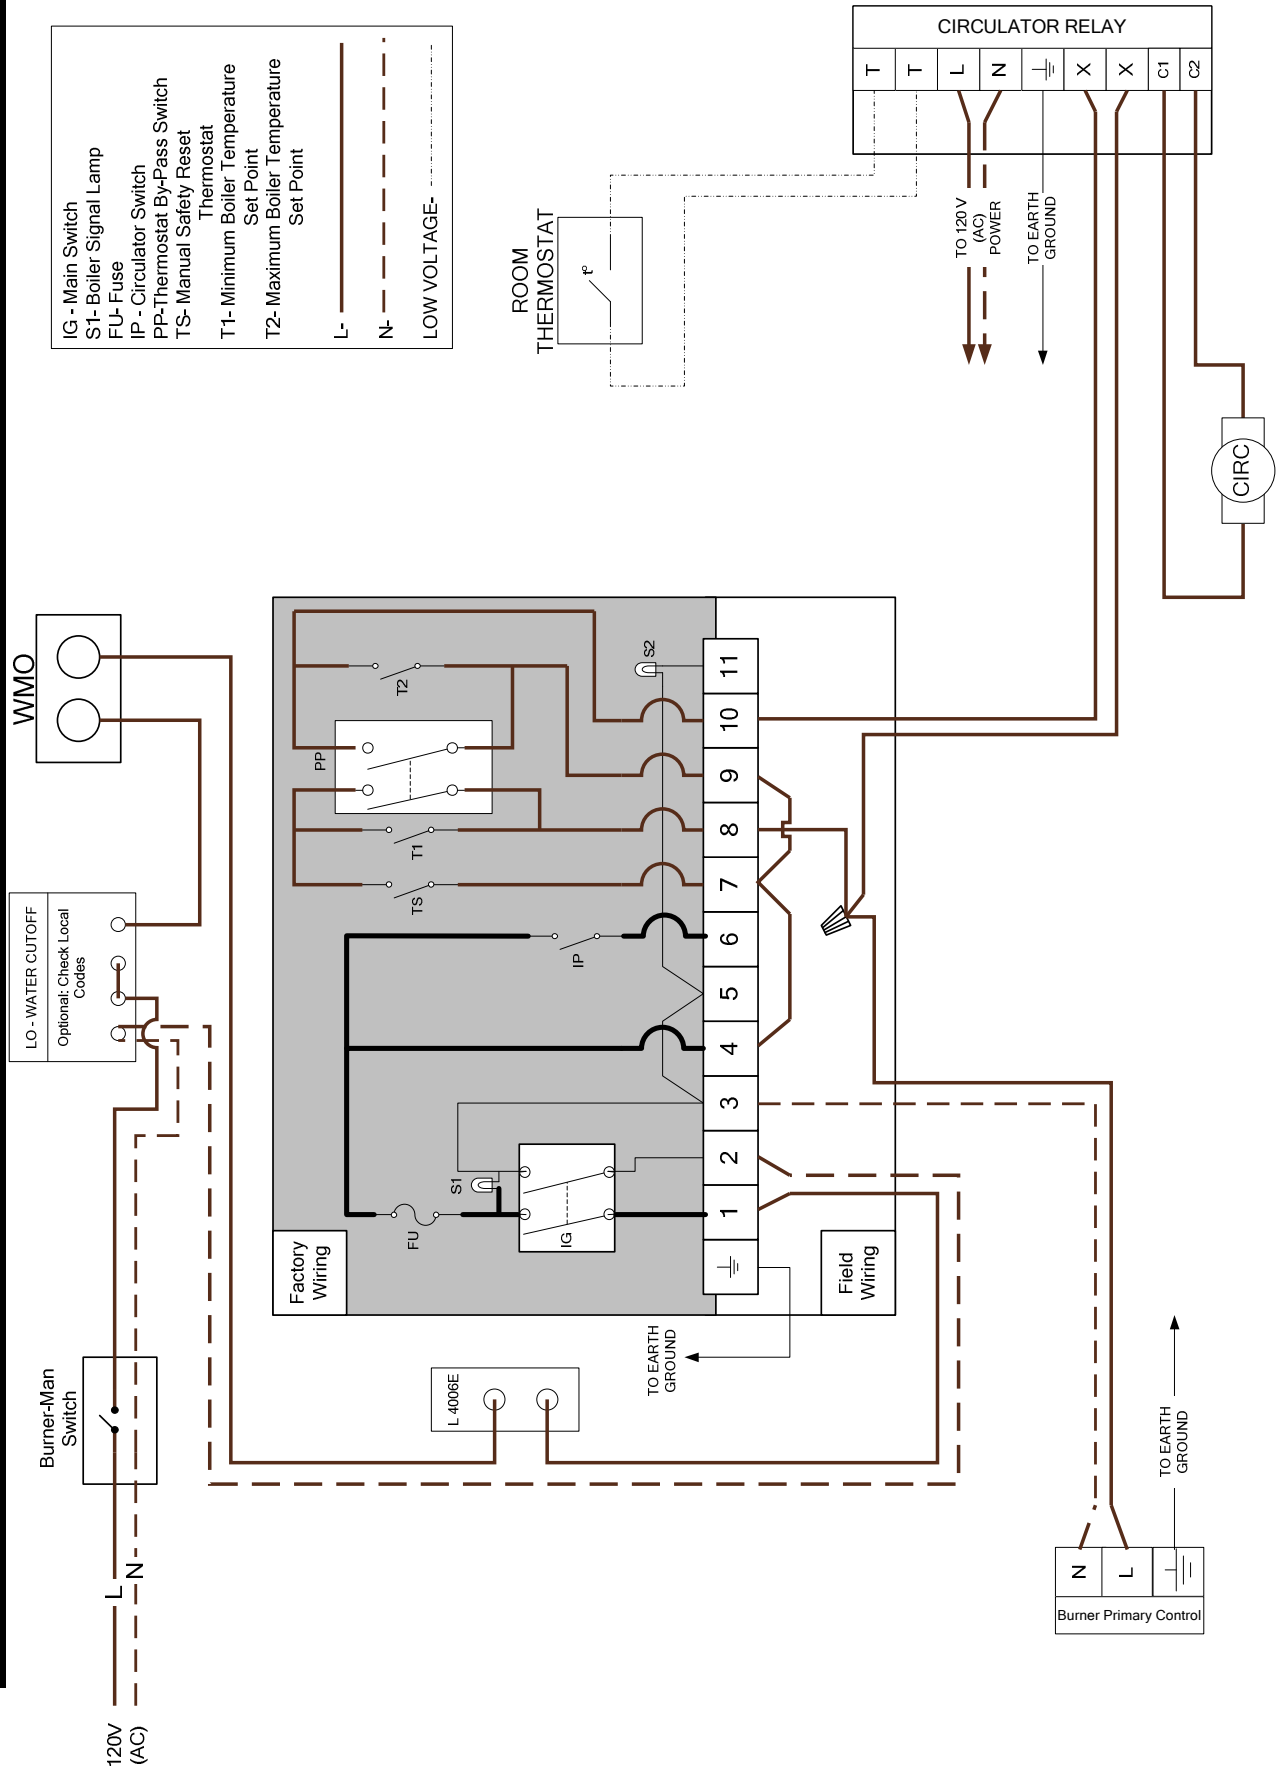 IG - Main Switch
S1- Boiler Signal Lamp
FU- Fuse
IP - Circulator Switch
PP-Thermostat By-Pass Switch
TS- Manual Safety Reset
Thermostat
T1- Minimum Boiler Temperature
Set Point
T2- Maximum Boiler Temperature
Set Point
L-
N-
LOW VOLTAGE-
CIRCULATOR RELAY
T
T
L
N
X
X
C1
C2
ROOM
THERMOSTAT
t°
TO 120 V
(AC)
POWER
TO EARTH
GROUND
CIRC
WMO
LO - WATER CUTOFF
Optional: Check Local
Codes
S2
T2
PP
T1
TS
IP
S1
FU
IG
11
10
9
8
7
6
5
4
3
2
1
Factory
Wiring
Field
Wiring
TO EARTH
GROUND
L 4006E
Burner-Man
Switch
L
N
120V
(AC)
TO EARTH
GROUND
N
L
Burner Primary Control